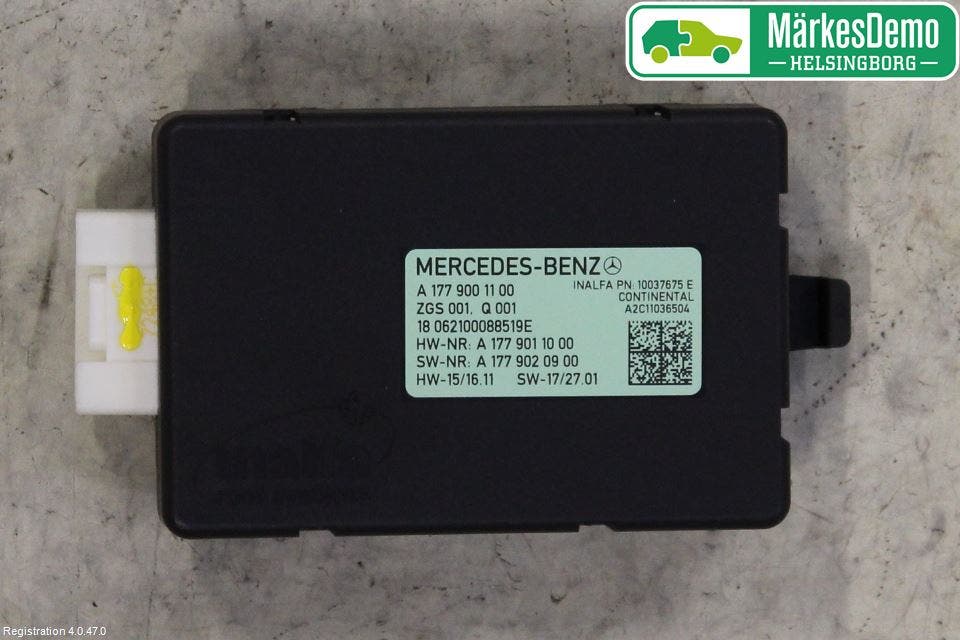 MärkesDemo
HELSINGBORG
MERCEDES-BENZ
A 177 900 11 00
ZGS 001, Q 001
18 062100088519E
HW-NR: A 177 901 10 00
SW-NR: A 177 902 09 00
HW-15/16.11 SW-17/27.01
INALFA PN: 10037675 E
CONTINENTAL
A2C11036504
Registration 4.0.47.0